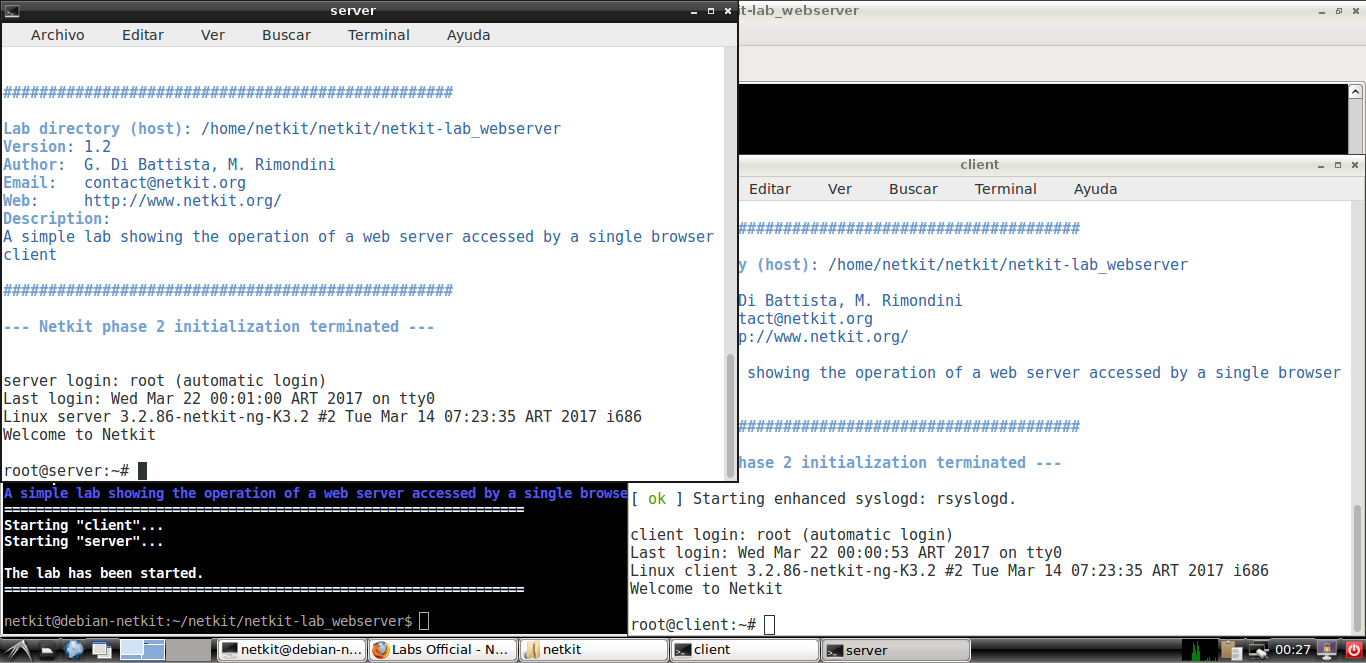 server
Archivo Editar Ver Buscar Terminal Ayuda
##################################################
Lab directory (host): /home/netkit/netkit/netkit-lab_webserver
Version: 1.2
Author: G. Di Battista, M. Rimondini
Email: contact@netkit.org
Web: http://www.netkit.org/
Description:
A simple lab showing the operation of a web server accessed by a single browser
client
##################################################
--- Netkit phase 2 initialization terminated ---
server login: root (automatic login)
Last login: Wed Mar 22 00:01:00 ART 2017 on tty0
Linux server 3.2.86-netkit-ng-K3.2 #2 Tue Mar 14 07:23:35 ART 2017 i686
Welcome to Netkit
root@server:~#
it-lab_webserver
client
Editar Ver Buscar Terminal Ayuda
######################################
y (host): /home/netkit/netkit/netkit-lab_webserver
Di Battista, M. Rimondini
tact@netkit.org
p://www.netkit.org/
showing the operation of a web server accessed by a single browser
######################################
hase 2 initialization terminated ---
[ ok ] Starting enhanced syslogd: rsyslogd.
client login: root (automatic login)
Last login: Wed Mar 22 00:00:53 ART 2017 on tty0
Linux client 3.2.86-netkit-ng-K3.2 #2 Tue Mar 14 07:23:35 ART 2017 i686
Welcome to Netkit
root@client:~#
A simple lab showing the operation of a web server accessed by a single browse
=================================================================
Starting "client"...
Starting "server"...
The lab has been started.
=================================================================
netkit@debian-netkit:~/netkit/netkit-lab_webserver$
netkit@debian-n...
Labs Official - N...
netkit
client
server
00:27